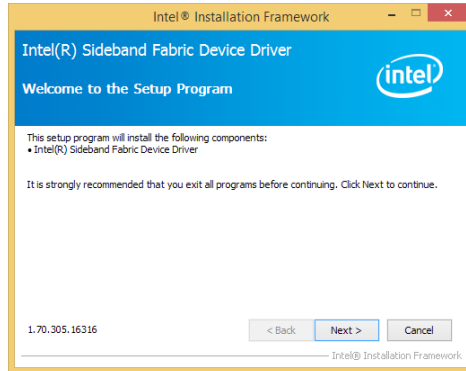 Intel® Installation Framework
Intel(R) Sideband Fabric Device Driver
Welcome to the Setup Program
intel
This setup program will install the following components:
• Intel(R) Sideband Fabric Device Driver
It is strongly recommended that you exit all programs before continuing. Click Next to continue.
1.70.305.16316
< Back Next > Cancel
Intel® Installation Framework